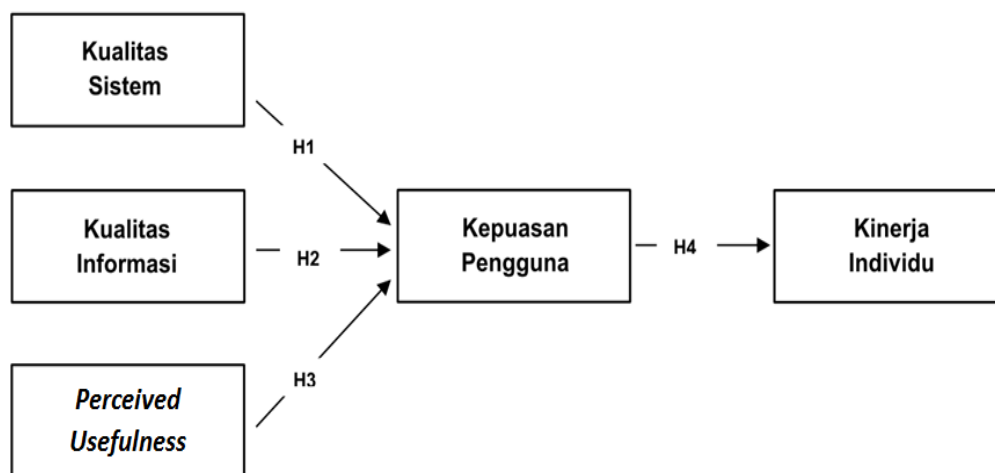 Kualitas
Sistem
H1
Kualitas
Informasi
H2
Kepuasan
Pengguna
H4
Kinerja
Individu
H3
Perceived
Usefulness